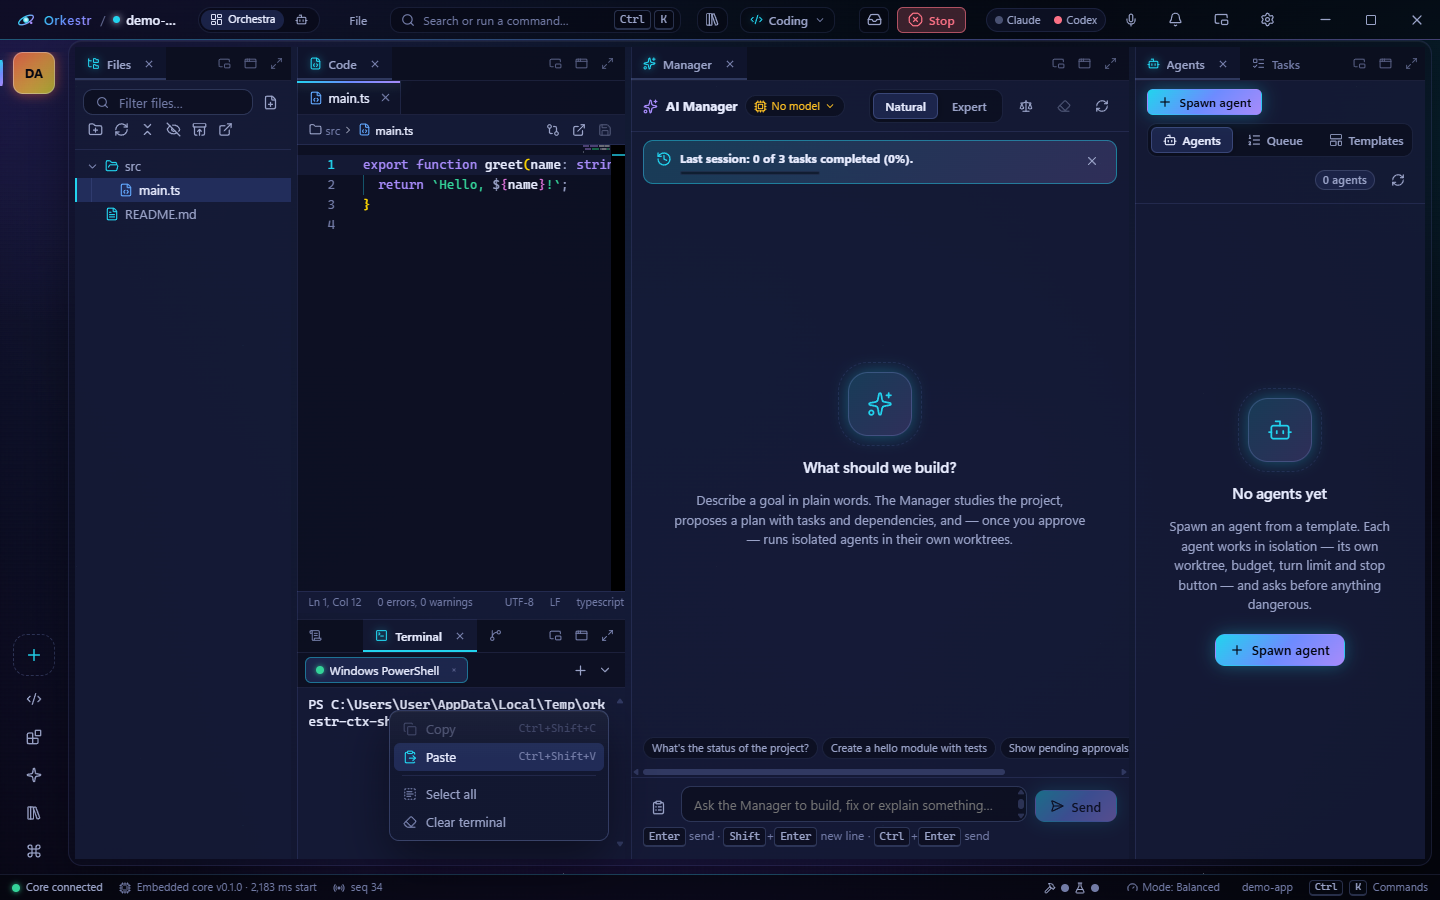 Orkestr / demo-...
Orchestra
File
Search or run a command... Ctrl K
Coding
Stop
Claude Codex
DA
Files
Code
Manager
Agents
Tasks
Filter files...
main.ts
AI Manager
No model
Natural Expert
Spawn agent
src > main.ts
Agents Queue Templates
0 agents
Last session: 0 of 3 tasks completed (0%).
src
main.ts
README.md
1 export function greet(name: strin
2 return `Hello, ${name}!`;
3 }
4
What should we build?
Describe a goal in plain words. The Manager studies the project,
proposes a plan with tasks and dependencies, and — once you approve
— runs isolated agents in their own worktrees.
No agents yet
Spawn an agent from a template. Each
agent works in isolation — its own
worktree, budget, turn limit and stop
button — and asks before anything
dangerous.
Spawn agent
Ln 1, Col 12 0 errors, 0 warnings UTF-8 LF typescript
Terminal
Windows PowerShell
PS C:\Users\User\AppData\Local\Temp\ork
estr-ctx-sh
Copy Ctrl+Shift+C
Paste Ctrl+Shift+V
Select all
Clear terminal
What's the status of the project? Create a hello module with tests Show pending approvals
Ask the Manager to build, fix or explain something...
Send
Enter send · Shift + Enter new line · Ctrl + Enter send
Core connected Embedded core v0.1.0 · 2,183 ms start seq 34
Mode: Balanced demo-app Ctrl K Commands